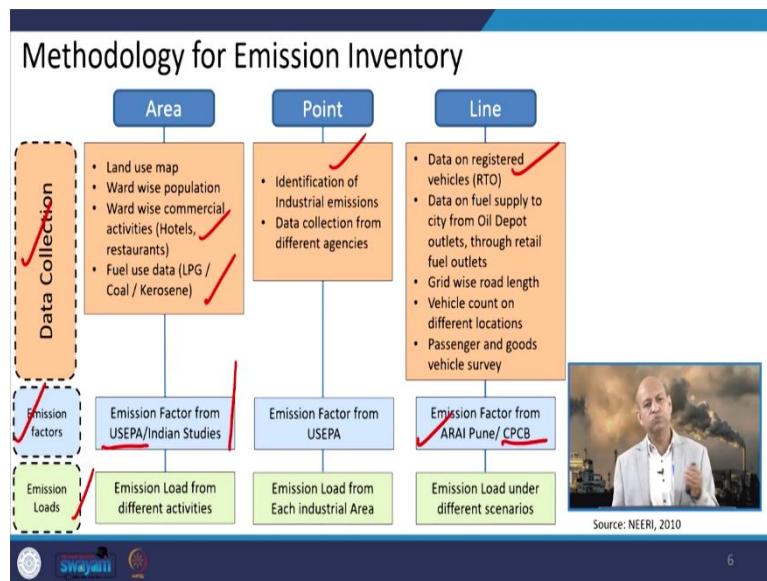 Methodology for Emission Inventory
Area
Point
Line
Data Collection
• Land use map
• Ward wise population
• Ward wise commercial
activities (Hotels,
restaurants)
• Fuel use data (LPG /
Coal / Kerosene)
• Identification of
Industrial emissions
• Data collection from
different agencies
• Data on registered
vehicles (RTO)
• Data on fuel supply to
city from Oil Depot
outlets, through retail
fuel outlets
• Grid wise road length
• Vehicle count on
different locations
• Passenger and goods
vehicle survey
Emission
factors
Emission Factor from
USEPA/Indian Studies
Emission Factor from
USEPA
Emission Factor from
ARAI Pune/ CPCB
Emission
Loads
Emission Load from
different activities
Emission Load from
Each industrial Area
Emission Load under
different scenarios
Source: NEERI, 2010
swayam
6